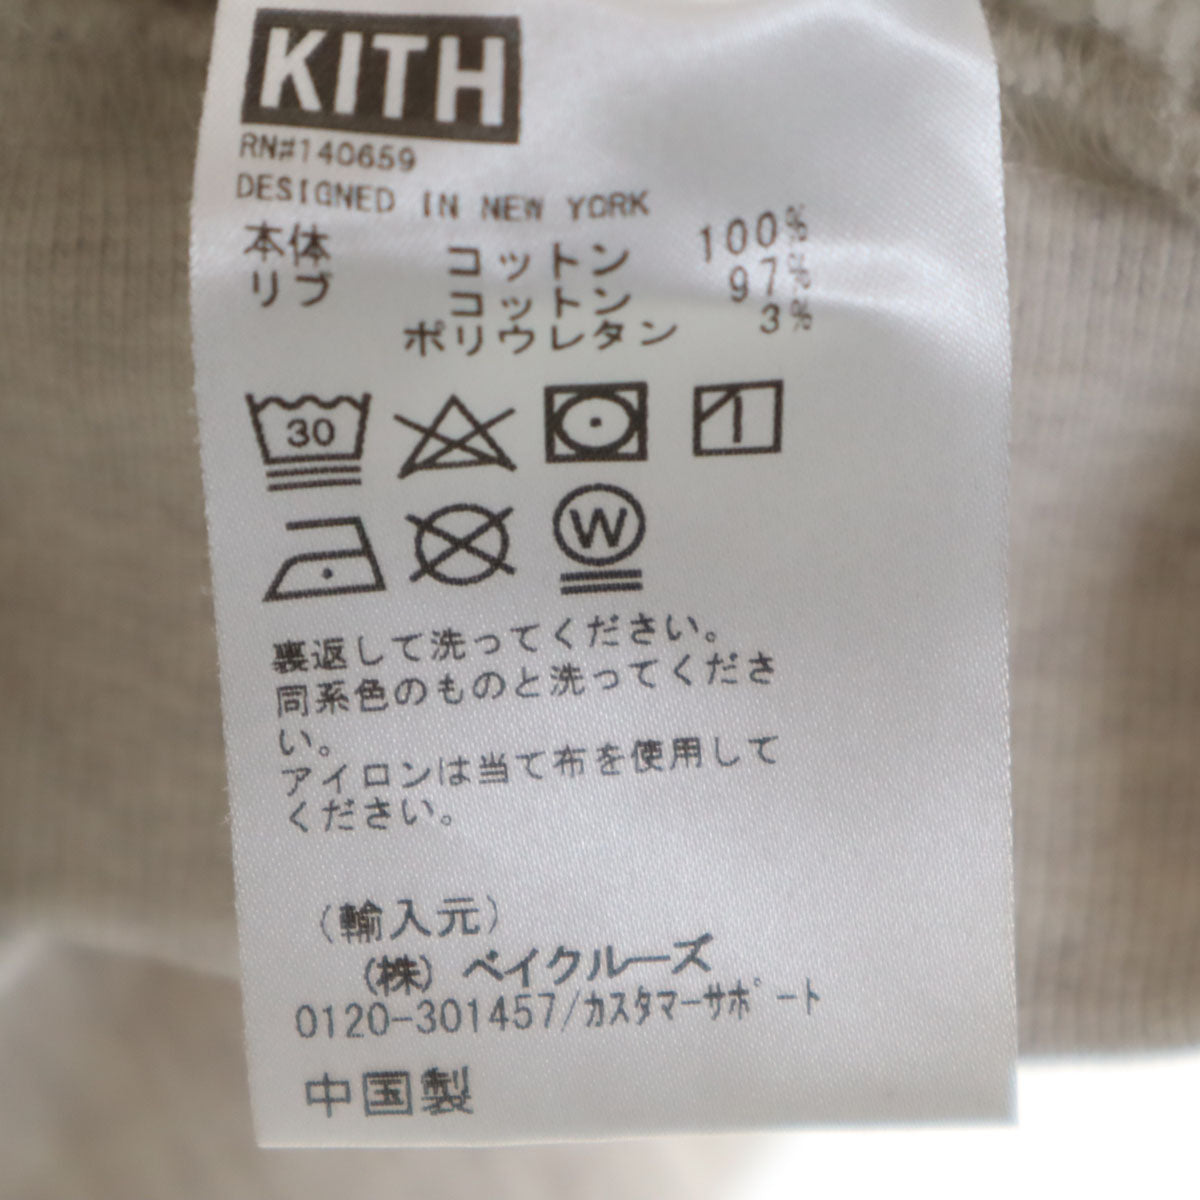 KITH
RN#140659
DESIGNED IN NEW YORK
本体 コットン 100%
リブ コットン 97%
ポリウレタン 3%
30
W
裏返して洗ってください。
同系色のものと洗ってくださ
い。
アイロンは当て布を使用して
ください。
(輸入元)
(株) ベイクルーズ
0120-301457/ｶｽﾀﾏｰｻﾎﾟｰﾄ
中国製